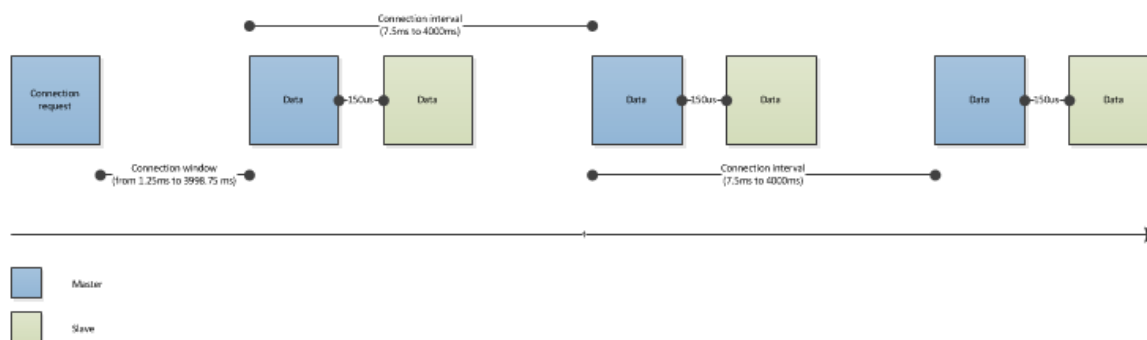 Connection interval
(7.5ms to 4000ms)
Connection
request
Data
150us
Data
Data
150us
Data
Data
150us
Data
Connection window
(from 1.25ms to 3998.75 ms)
Connection interval
(7.5ms to 4000ms)
t
Master
Slave